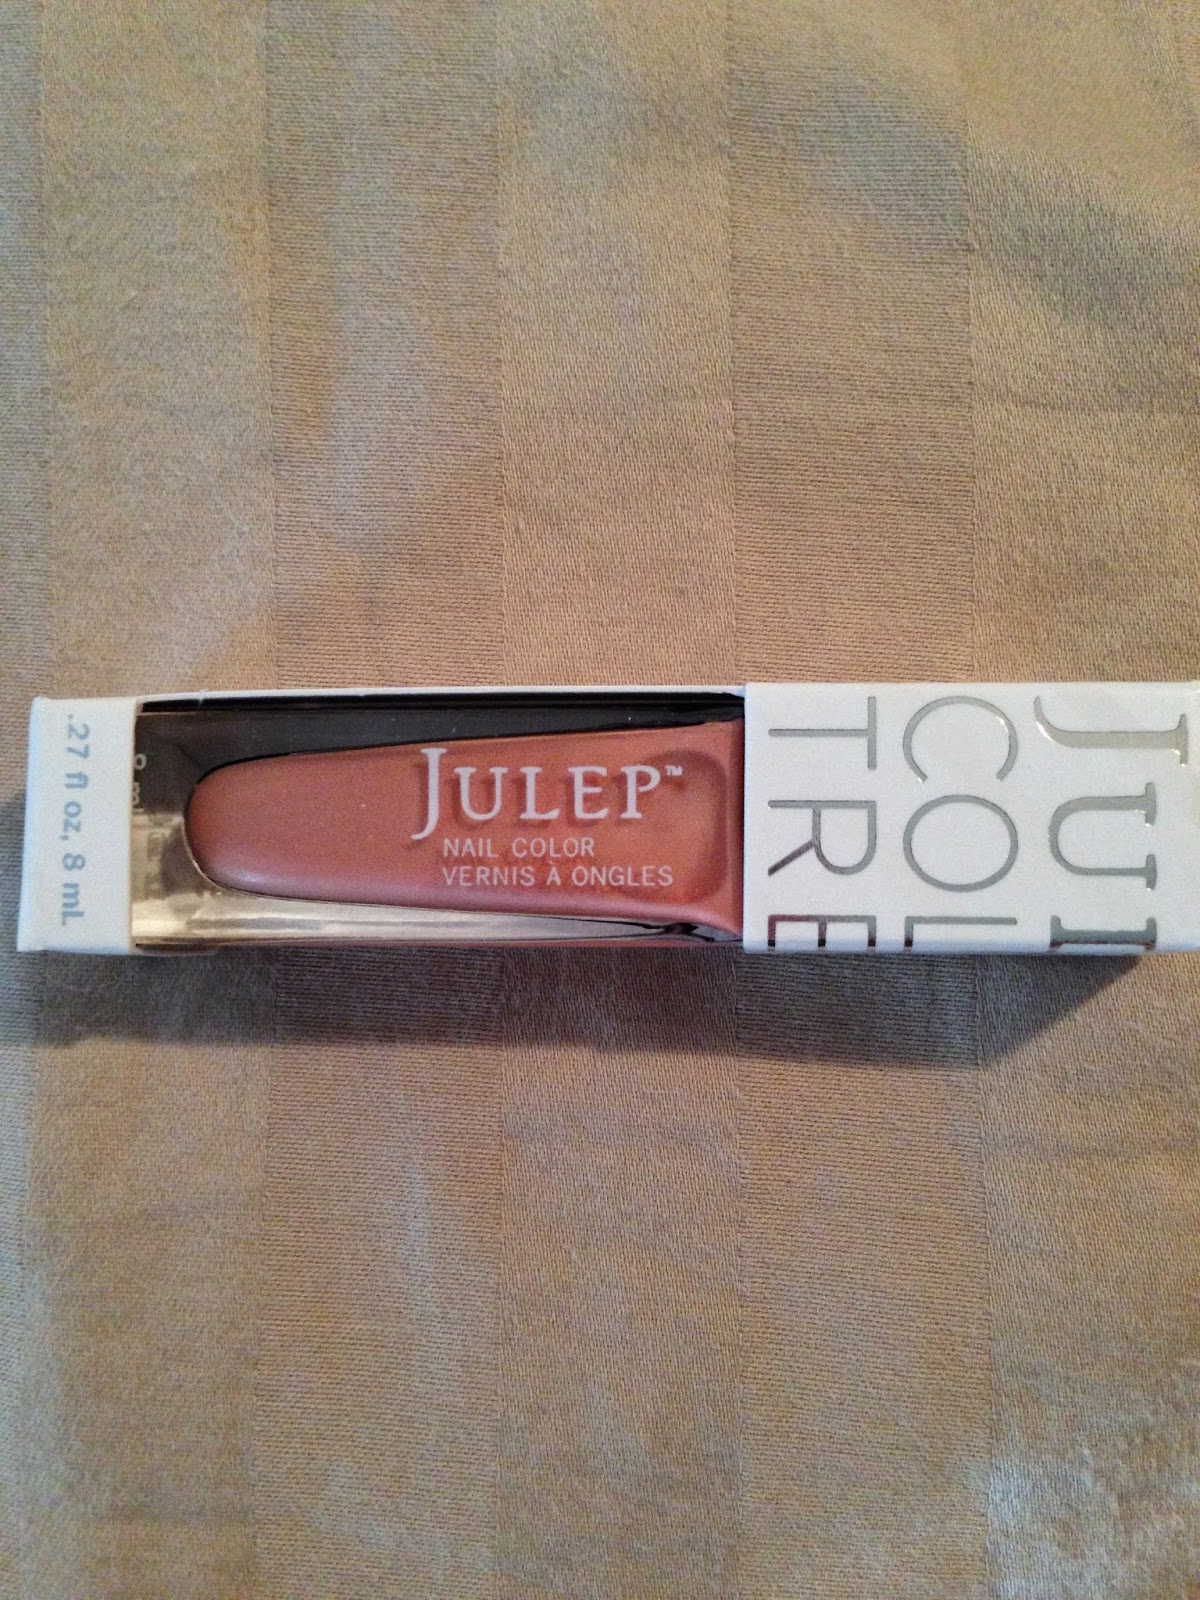 JULEP™
NAIL COLOR
VERNIS À ONGLES
.27 fl oz, 8 mL
JUL
COL
TRE